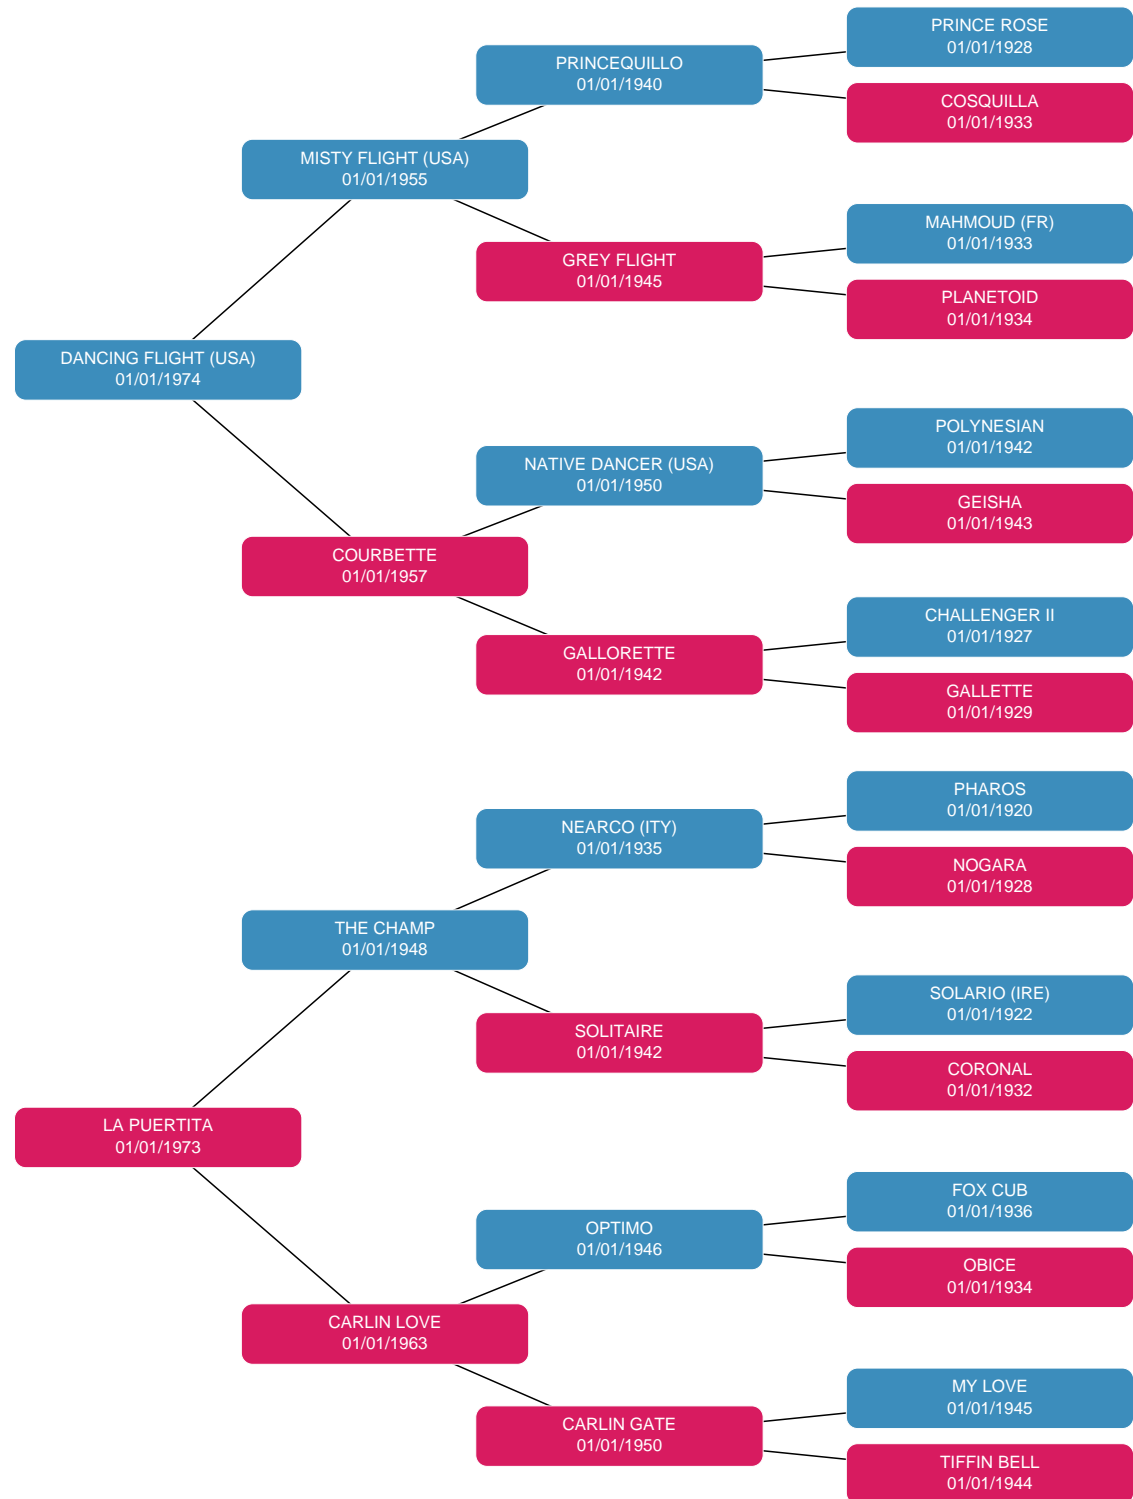 PRINCE ROSE
01/01/1928
PRINCEQUILLO
01/01/1940
COSQUILLA
01/01/1933
MISTY FLIGHT (USA)
01/01/1955
MAHMOUD (FR)
01/01/1933
GREY FLIGHT
01/01/1945
PLANETOID
01/01/1934
DANCING FLIGHT (USA)
01/01/1974
POLYNESIAN
01/01/1942
NATIVE DANCER (USA)
01/01/1950
GEISHA
01/01/1943
COURBETTE
01/01/1957
CHALLENGER II
01/01/1927
GALLORETTE
01/01/1942
GALLETTE
01/01/1929
PHAROS
01/01/1920
NEARCO (ITY)
01/01/1935
NOGARA
01/01/1928
THE CHAMP
01/01/1948
SOLARIO (IRE)
01/01/1922
SOLITAIRE
01/01/1942
CORONAL
01/01/1932
LA PUERTITA
01/01/1973
FOX CUB
01/01/1936
OPTIMO
01/01/1946
OBICE
01/01/1934
CARLIN LOVE
01/01/1963
MY LOVE
01/01/1945
CARLIN GATE
01/01/1950
TIFFIN BELL
01/01/1944